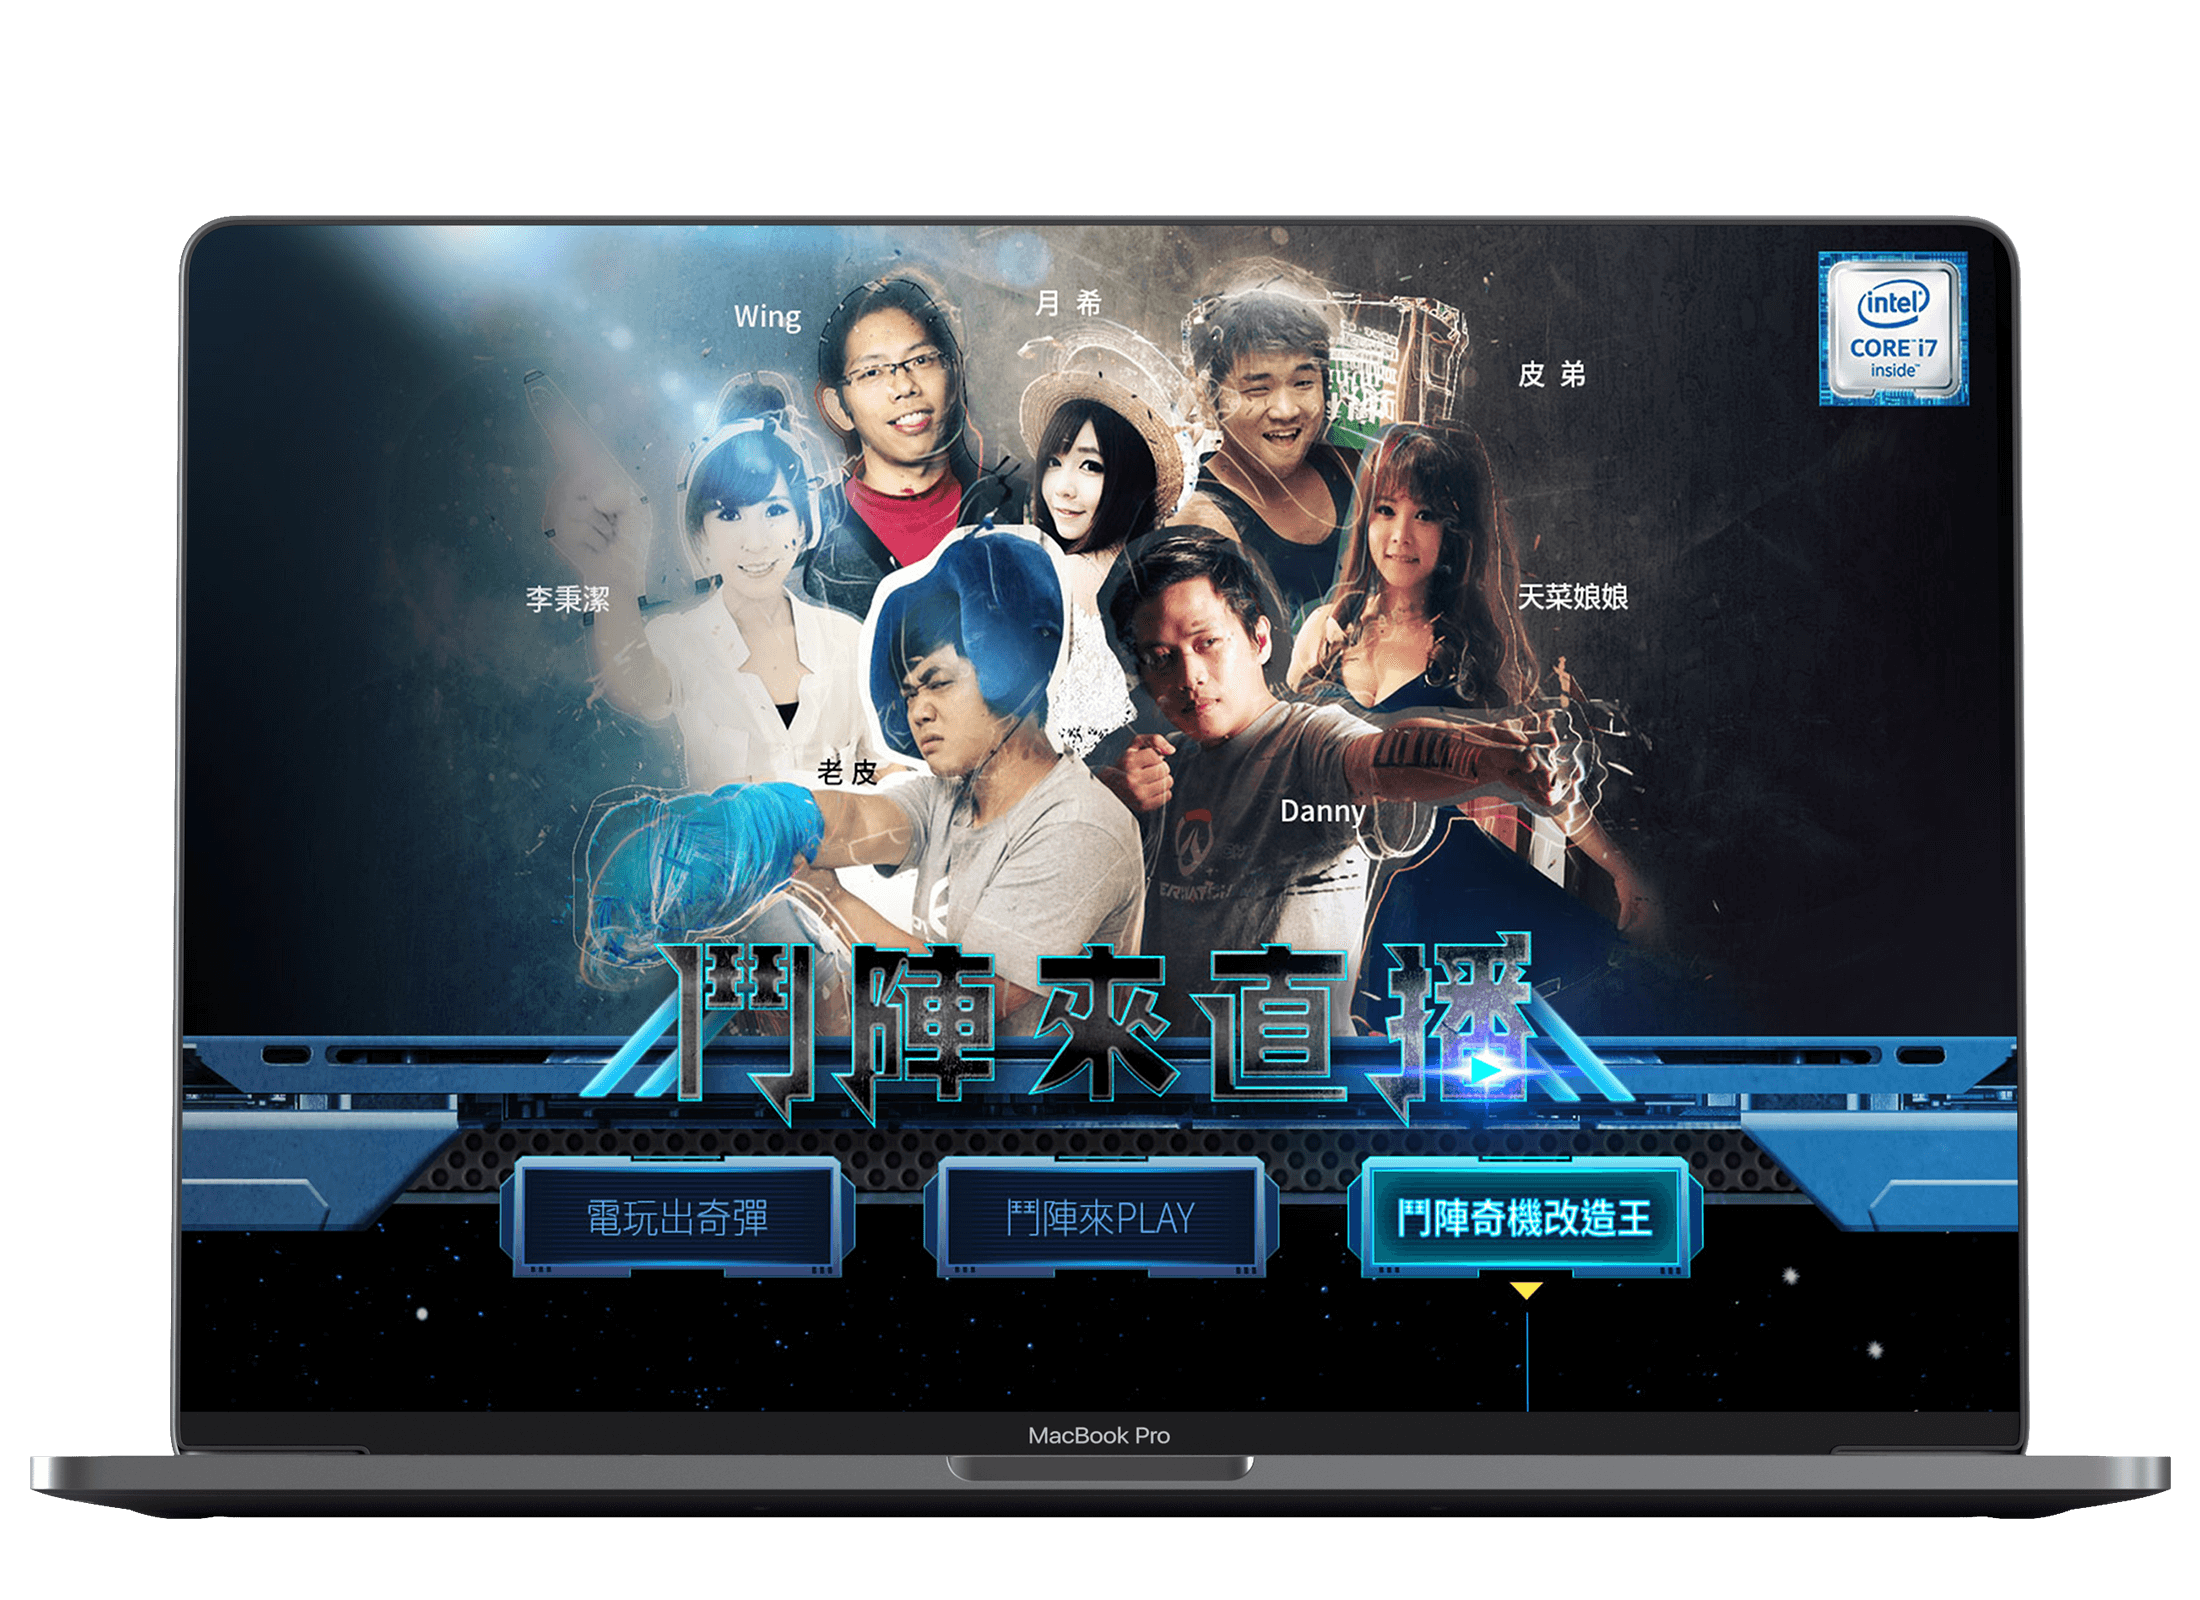 Wing
月希
intel
CORE i7
inside
皮弟
李秉潔
天菜娘娘
老皮
Danny
鬥陣來直播
電玩出奇彈
鬥陣來PLAY
鬥陣奇機改造王
MacBook Pro